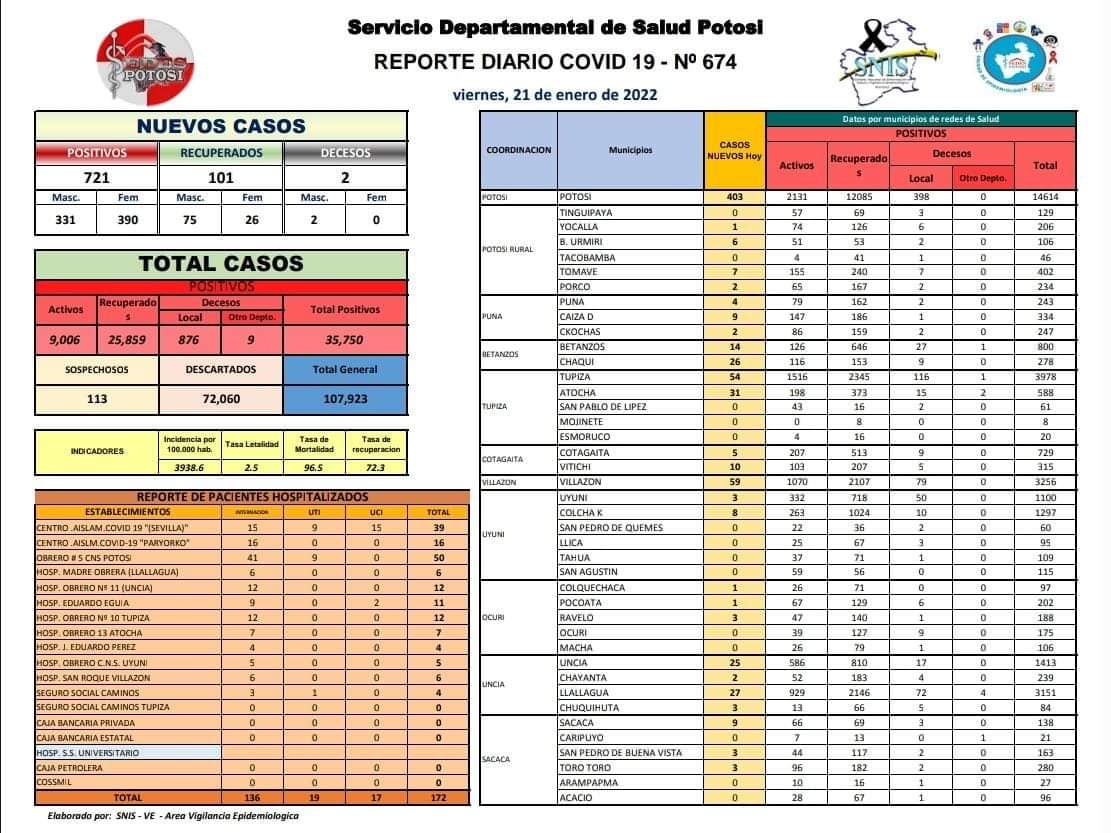 Servicio Departamental de Salud Potosi
REPORTE DIARIO COVID 19 - Nº 674
viernes, 21 de enero de 2022
SEDES
POTOSI
SNIS
NUEVOS CASOS
POSITIVOS RECUPERADOS DECESOS
721 101 2
Masc. Fem Masc. Fem Masc. Fem
331 390 75 26 2 0
TOTAL CASOS
POSITIVOS
Activos Recuperados Decesos Total Positivos
Local Otro Depto.
9,006 25,859 876 9 35,750
SOSPECHOSOS DESCARTADOS Total General
113 72,060 107,923
INDICADORES Incidencia por 100.000 hab. Tasa Letalidad Tasa de Mortalidad Tasa de recuperacion
3938.6 2.5 96.5 72.3
REPORTE DE PACIENTES HOSPITALIZADOS
ESTABLECIMIENTOS INTERNACION UTI UCI TOTAL
CENTRO .AISLAM.COVID 19 "(SEVILLA)" 15 9 15 39
CENTRO .AISLM.COVID-19 "PARYORKO" 16 0 0 16
OBRERO # 5 CNS POTOSI 41 9 0 50
HOSP. MADRE OBRERA (LLALLAGUA) 6 0 0 6
HOSP. OBRERO Nº 11 (UNCIA) 12 0 0 12
HOSP. EDUARDO EGUIA 9 0 2 11
HOSP. OBRERO Nº 10 TUPIZA 12 0 0 12
HOSP. OBRERO 13 ATOCHA 7 0 0 7
HOSP. J. EDUARDO PEREZ 4 0 0 4
HOSP. OBRERO C.N.S. UYUNI 5 0 0 5
HOSP. SAN ROQUE VILLAZON 6 0 0 6
SEGURO SOCIAL CAMINOS 3 1 0 4
SEGURO SOCIAL CAMINOS TUPIZA 0 0 0 0
CAJA BANCARIA PRIVADA 0 0 0 0
CAJA BANCARIA ESTATAL 0 0 0 0
HOSP. S.S. UNIVERSITARIO
CAJA PETROLERA 0 0 0 0
COSSMIL 0 0 0 0
TOTAL 136 19 17 172
Elaborado por: SNIS - VE - Area Vigilancia Epidemiologica
COORDINACION Municipios CASOS NUEVOS Hoy Datos por municipios de redes de Salud
POSITIVOS
Activos Recuperados Decesos Total
Local Otro Depto.
POTOSI POTOSI 403 2131 12085 398 0 14614
POTOSI RURAL TINGUIPAYA 0 57 69 3 0 129
YOCALLA 1 74 126 6 0 206
B. URMIRI 6 51 53 2 0 106
TACOBAMBA 0 4 41 1 0 46
TOMAVE 7 155 240 7 0 402
PORCO 2 65 167 2 0 234
PUNA PUNA 4 79 162 2 0 243
CAIZA D 9 147 186 1 0 334
CKOCHAS 2 86 159 2 0 247
BETANZOS BETANZOS 14 126 646 27 1 800
CHAQUI 26 116 153 9 0 278
TUPIZA TUPIZA 54 1516 2345 116 1 3978
ATOCHA 31 198 373 15 2 588
SAN PABLO DE LIPEZ 0 43 16 2 0 61
MOJINETE 0 0 8 0 0 8
ESMORUCO 0 4 16 0 0 20
COTAGAITA COTAGAITA 5 207 513 9 0 729
VITICHI 10 103 207 5 0 315
VILLAZON VILLAZON 59 1070 2107 79 0 3256
UYUNI UYUNI 3 332 718 50 0 1100
COLCHA K 8 263 1024 10 0 1297
SAN PEDRO DE QUEMES 0 22 36 2 0 60
LLICA 0 25 67 3 0 95
TAHUA 0 37 71 1 0 109
SAN AGUSTIN 0 59 56 0 0 115
OCURI COLQUECHACA 1 26 71 0 0 97
POCOATA 1 67 129 6 0 202
RAVELO 3 47 140 1 0 188
OCURI 0 39 127 9 0 175
MACHA 0 26 79 1 0 106
UNCIA UNCIA 25 586 810 17 0 1413
CHAYANTA 2 52 183 4 0 239
LLALLAGUA 27 929 2146 72 4 3151
CHUQUIHUTA 3 13 66 5 0 84
SACACA SACACA 9 66 69 3 0 138
CARIPUYO 0 7 13 0 1 21
SAN PEDRO DE BUENA VISTA 3 44 117 2 0 163
TORO TORO 3 96 182 2 0 280
ARAMPAPMA 0 10 16 1 0 27
ACACIO 0 28 67 1 0 96